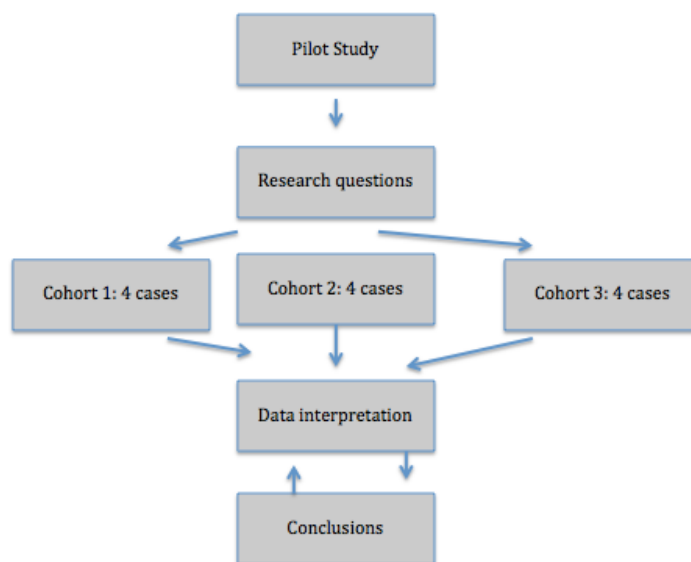 Pilot Study
Research questions
Cohort 1: 4 cases
Cohort 2: 4 cases
Cohort 3: 4 cases
Data interpretation
Conclusions